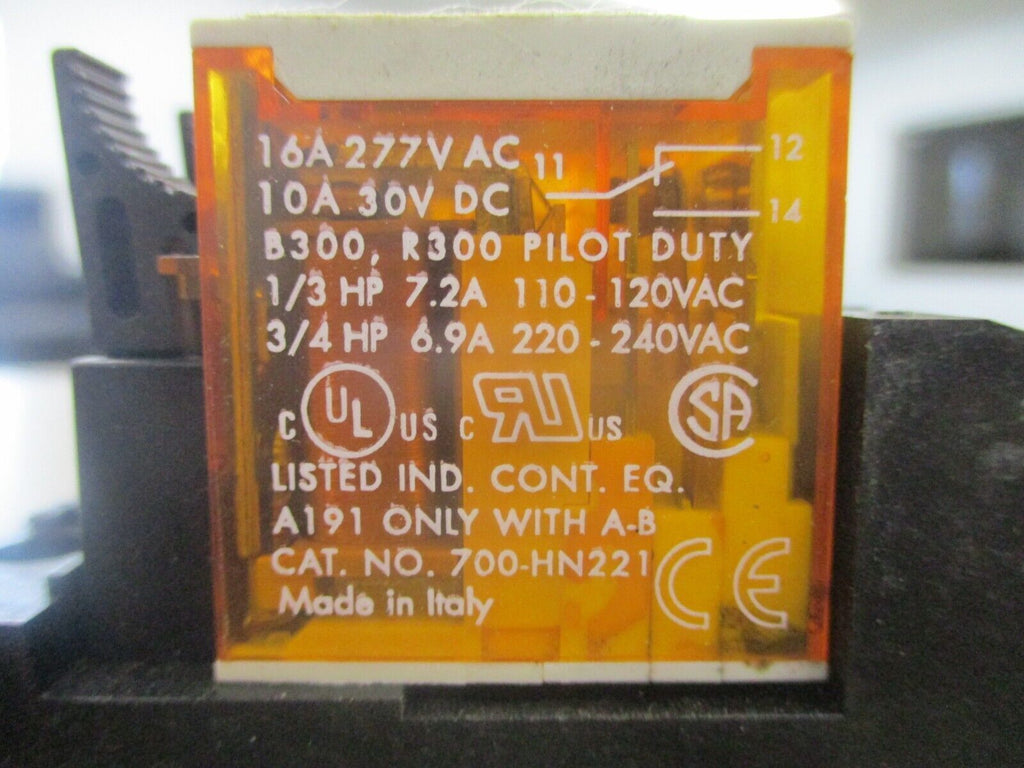 16A 277V AC
10A 30V DC
11
12
14
B300, R300 PILOT DUTY
1/3 HP 7.2A 110 - 120VAC
3/4 HP 6.9A 220 - 240VAC
C UL US C RU US CSA
LISTED IND. CONT. EQ.
A191 ONLY WITH A-B
CAT. NO. 700-HN221
CE
Made in Italy